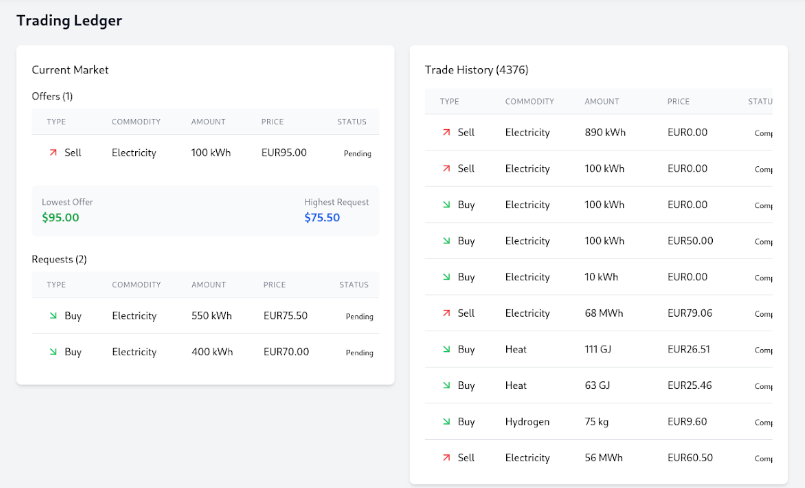 Trading Ledger
Current Market
Offers (1)
TYPE COMMODITY AMOUNT PRICE STATUS
Sell Electricity 100 kWh EUR95.00 Pending
Lowest Offer Highest Request
$95.00 $75.50
Requests (2)
TYPE COMMODITY AMOUNT PRICE STATUS
Buy Electricity 550 kWh EUR75.50 Pending
Buy Electricity 400 kWh EUR70.00 Pending
Trade History (4376)
TYPE COMMODITY AMOUNT PRICE STATU
Sell Electricity 890 kWh EUR0.00 Comp
Sell Electricity 100 kWh EUR0.00 Comp
Buy Electricity 100 kWh EUR0.00 Comp
Buy Electricity 100 kWh EUR50.00 Comp
Buy Electricity 10 kWh EUR0.00 Comp
Sell Electricity 68 MWh EUR79.06 Comp
Buy Heat 111 GJ EUR26.51 Comp
Buy Heat 63 GJ EUR25.46 Comp
Buy Hydrogen 75 kg EUR9.60 Comp
Sell Electricity 56 MWh EUR60.50 Comp